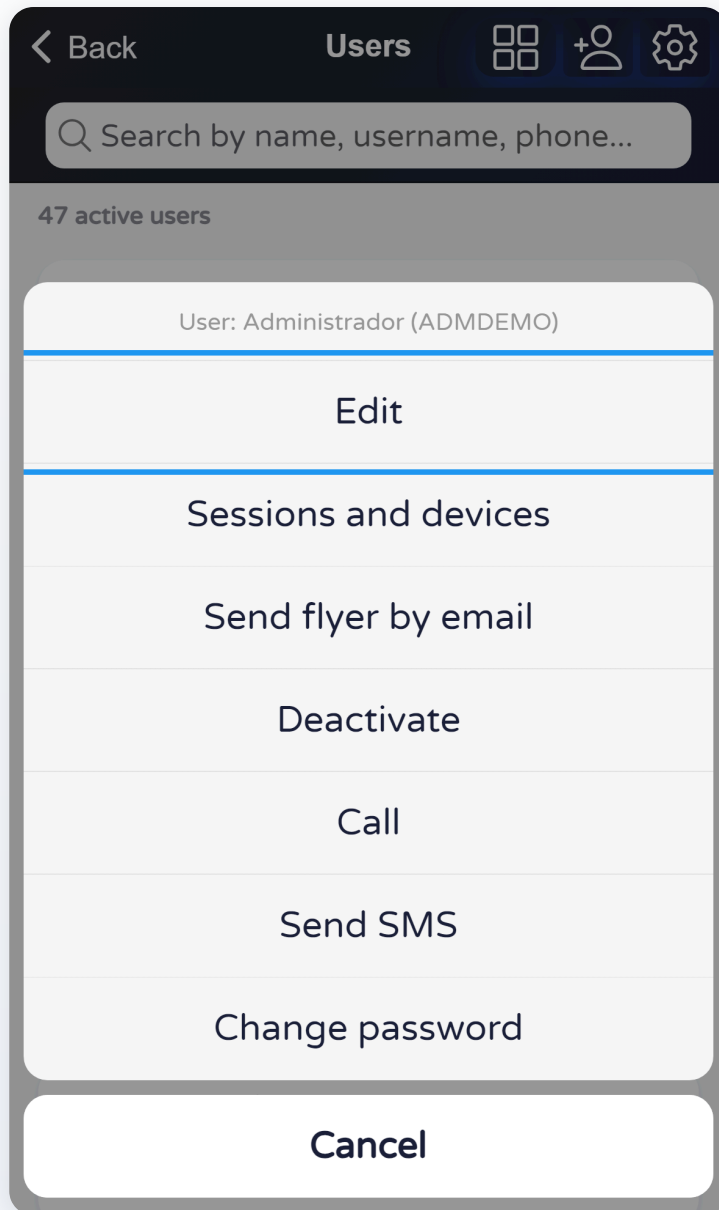 Back Users
Search by name, username, phone...
47 active users
User: Administrador (ADMDEMO)
Edit
Sessions and devices
Send flyer by email
Deactivate
Call
Send SMS
Change password
Cancel